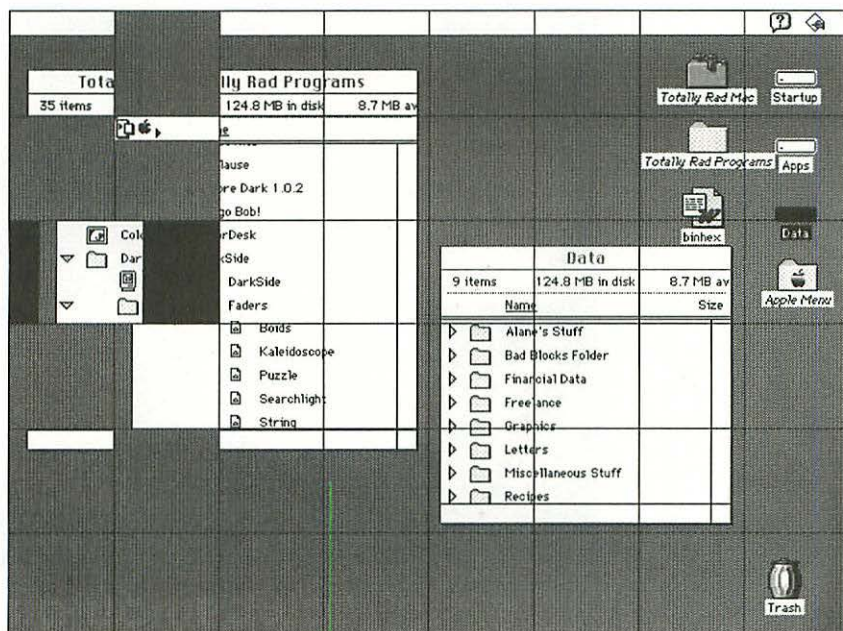 Tota
lly Rad Programs
35 items
124.8 MB in disk
8.7 MB av
lause
re Dark 1.0.2
go Bob!
Colo
rDesk
Dar
kSide
DarkSide
Faders
Boids
Kaleidoscope
Puzzle
Searchlight
String
Totally Rad Mac
Startup
Totally Rad Programs
Apps
binhex
Data
Apple Menu
Data
9 items
124.8 MB in disk
8.7 MB av
Name
Size
Alane's Stuff
Bad Blocks Folder
Financial Data
Freelance
Graphics
Letters
Miscellaneous Stuff
Recipes
Trash